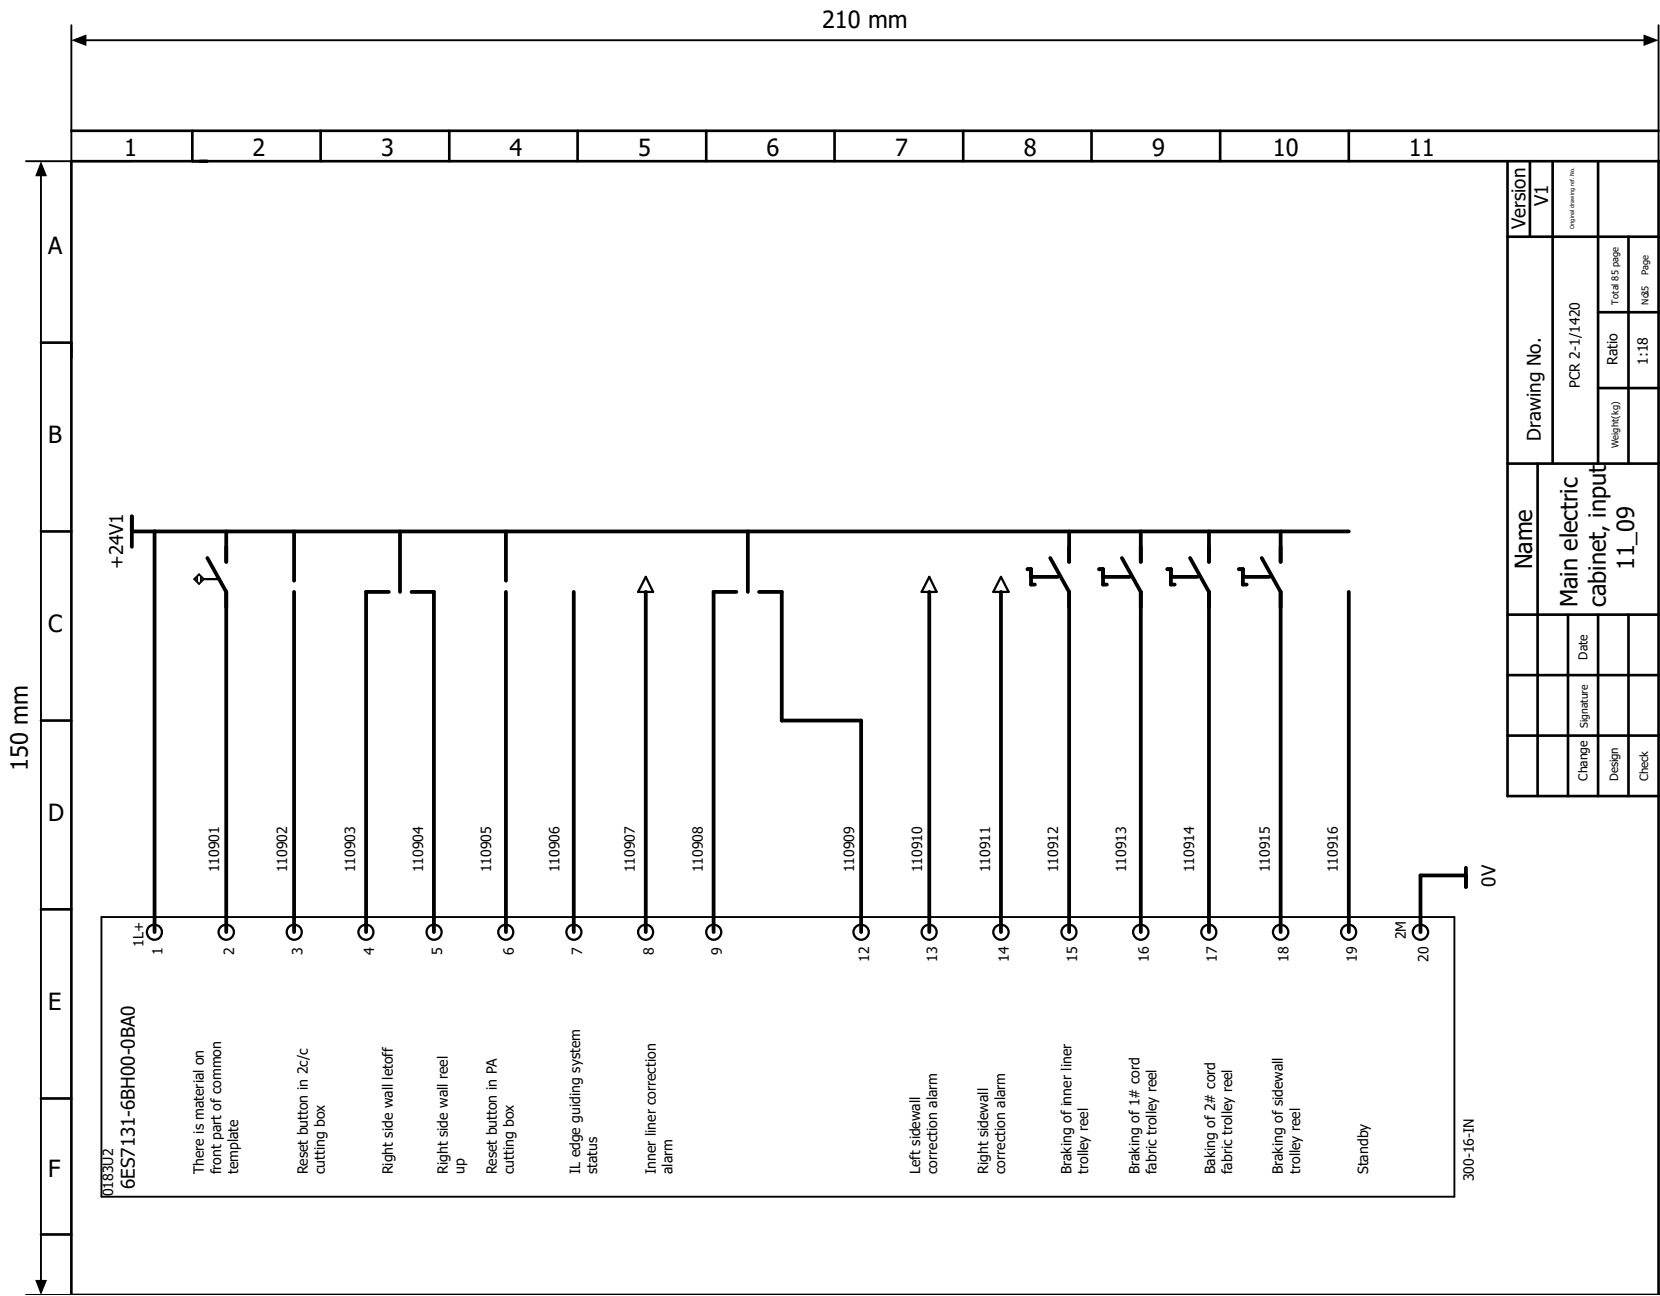 210 mm
1 2 3 4 5 6 7 8 9 10 11
150 mm
A
B
C
D
E
F
Version
V1
Original drawing ref. No.
Drawing No.
PCR 2-1/1420
Total 85 page
Ratio
1:18
Weight(kg)
Page
Name
Main electric
cabinet, input
11_09
Date
Signature
Change
Design
Check
+24V1
110901
110902
110903
110904
110905
110906
110907
110908
110909
110910
110911
110912
110913
110914
110915
110916
0V
1L+
2M
1
2
3
4
5
6
7
8
9
12
13
14
15
16
17
18
19
20
0183U2
6ES7131-6BH00-0BA0
There is material on
front part of common
template
Reset button in 2c/c
cutting box
Right side wall letoff
Right side wall reel
up
Reset button in PA
cutting box
IL edge guiding system
status
Inner liner correction
alarm
Left sidewall
correction alarm
Right sidewall
correction alarm
Braking of inner liner
trolley reel
Braking of 1# cord
fabric trolley reel
Baking of 2# cord
fabric trolley reel
Braking of sidewall
trolley reel
Standby
300-16-IN